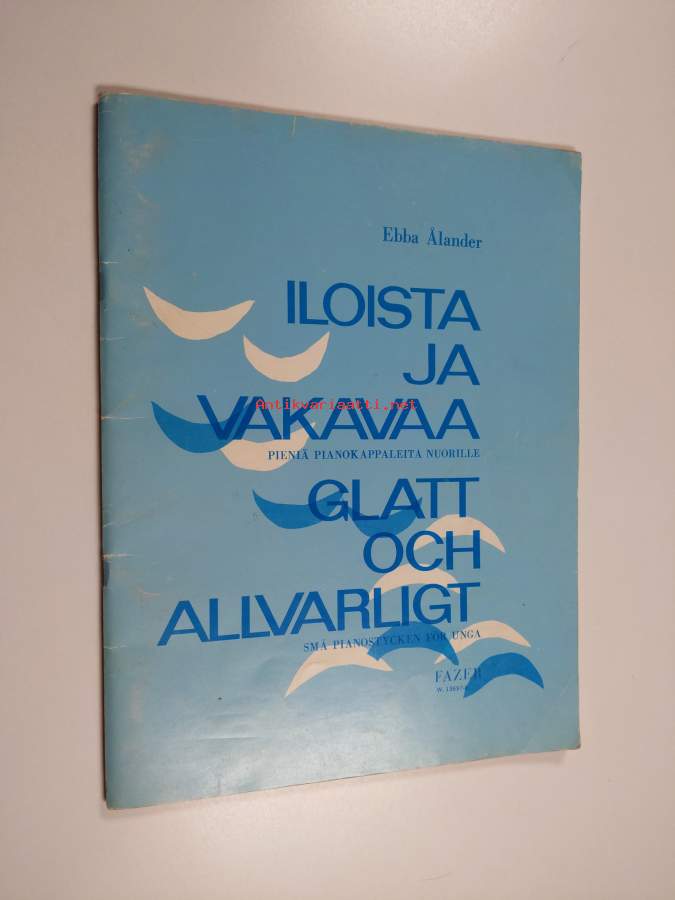 Ebba Ålander
ILOISTA
JA
Antikvariaatti.net
VAKAVAA
PIENIÄ PIANOKAPPALEITA NUORILLE
GLATT
OCH
ALLVARLIGT
SMÅ PIANOSTYCKEN FÖR UNGA
FAZER